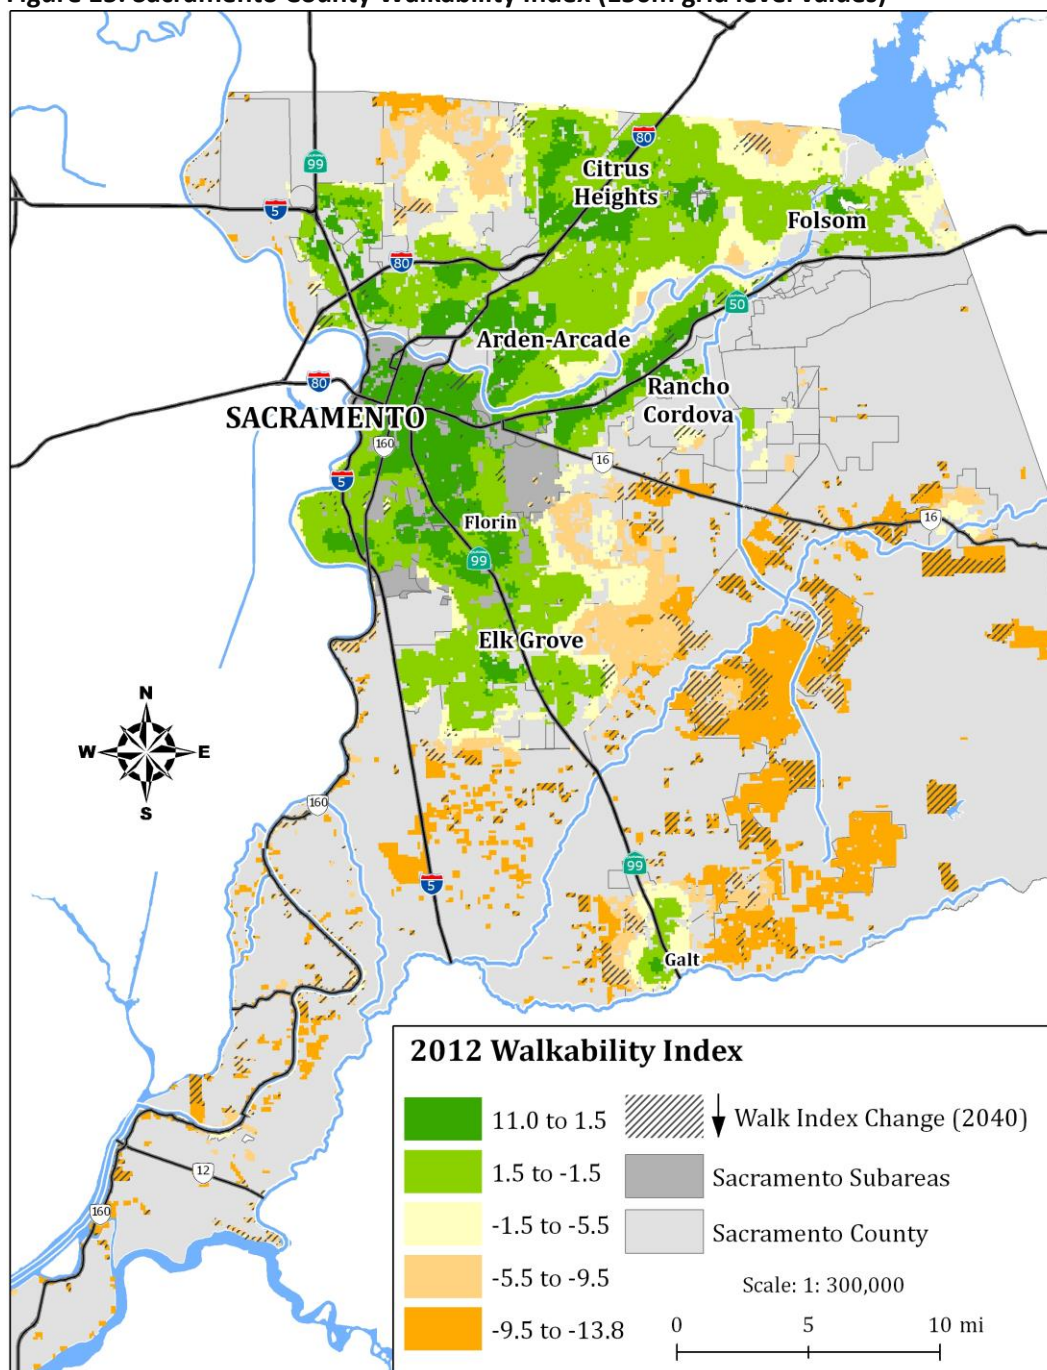 Figure 15. Sacramento County Walkability Index (150m grid level values)
80
99
Citrus
Heights
5
Folsom
80
50
Arden-Arcade
80
Rancho
Cordova
SACRAMENTO
160
16
5
Florin
16
99
Elk Grove
N
W
E
S
160
99
5
Galt
12
160
2012 Walkability Index
11.0 to 1.5
1.5 to -1.5
-1.5 to -5.5
-5.5 to -9.5
-9.5 to -13.8
Walk Index Change (2040)
Sacramento Subareas
Sacramento County
Scale: 1: 300,000
0 5 10 mi